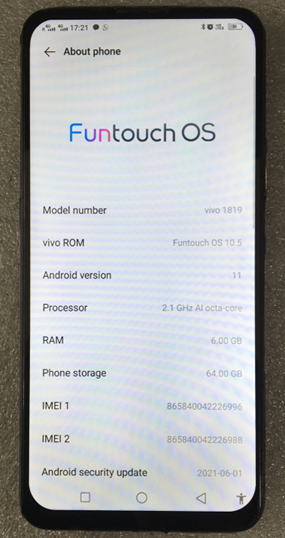 17:21
About phone
Funtouch OS
Model number vivo 1819
vivo ROM Funtouch OS 10.5
Android version 11
Processor 2.1 GHz AI octa-core
RAM 6.00 GB
Phone storage 64.00 GB
IMEI 1 865840042226996
IMEI 2 865840042226988
Android security update 2021-06-01